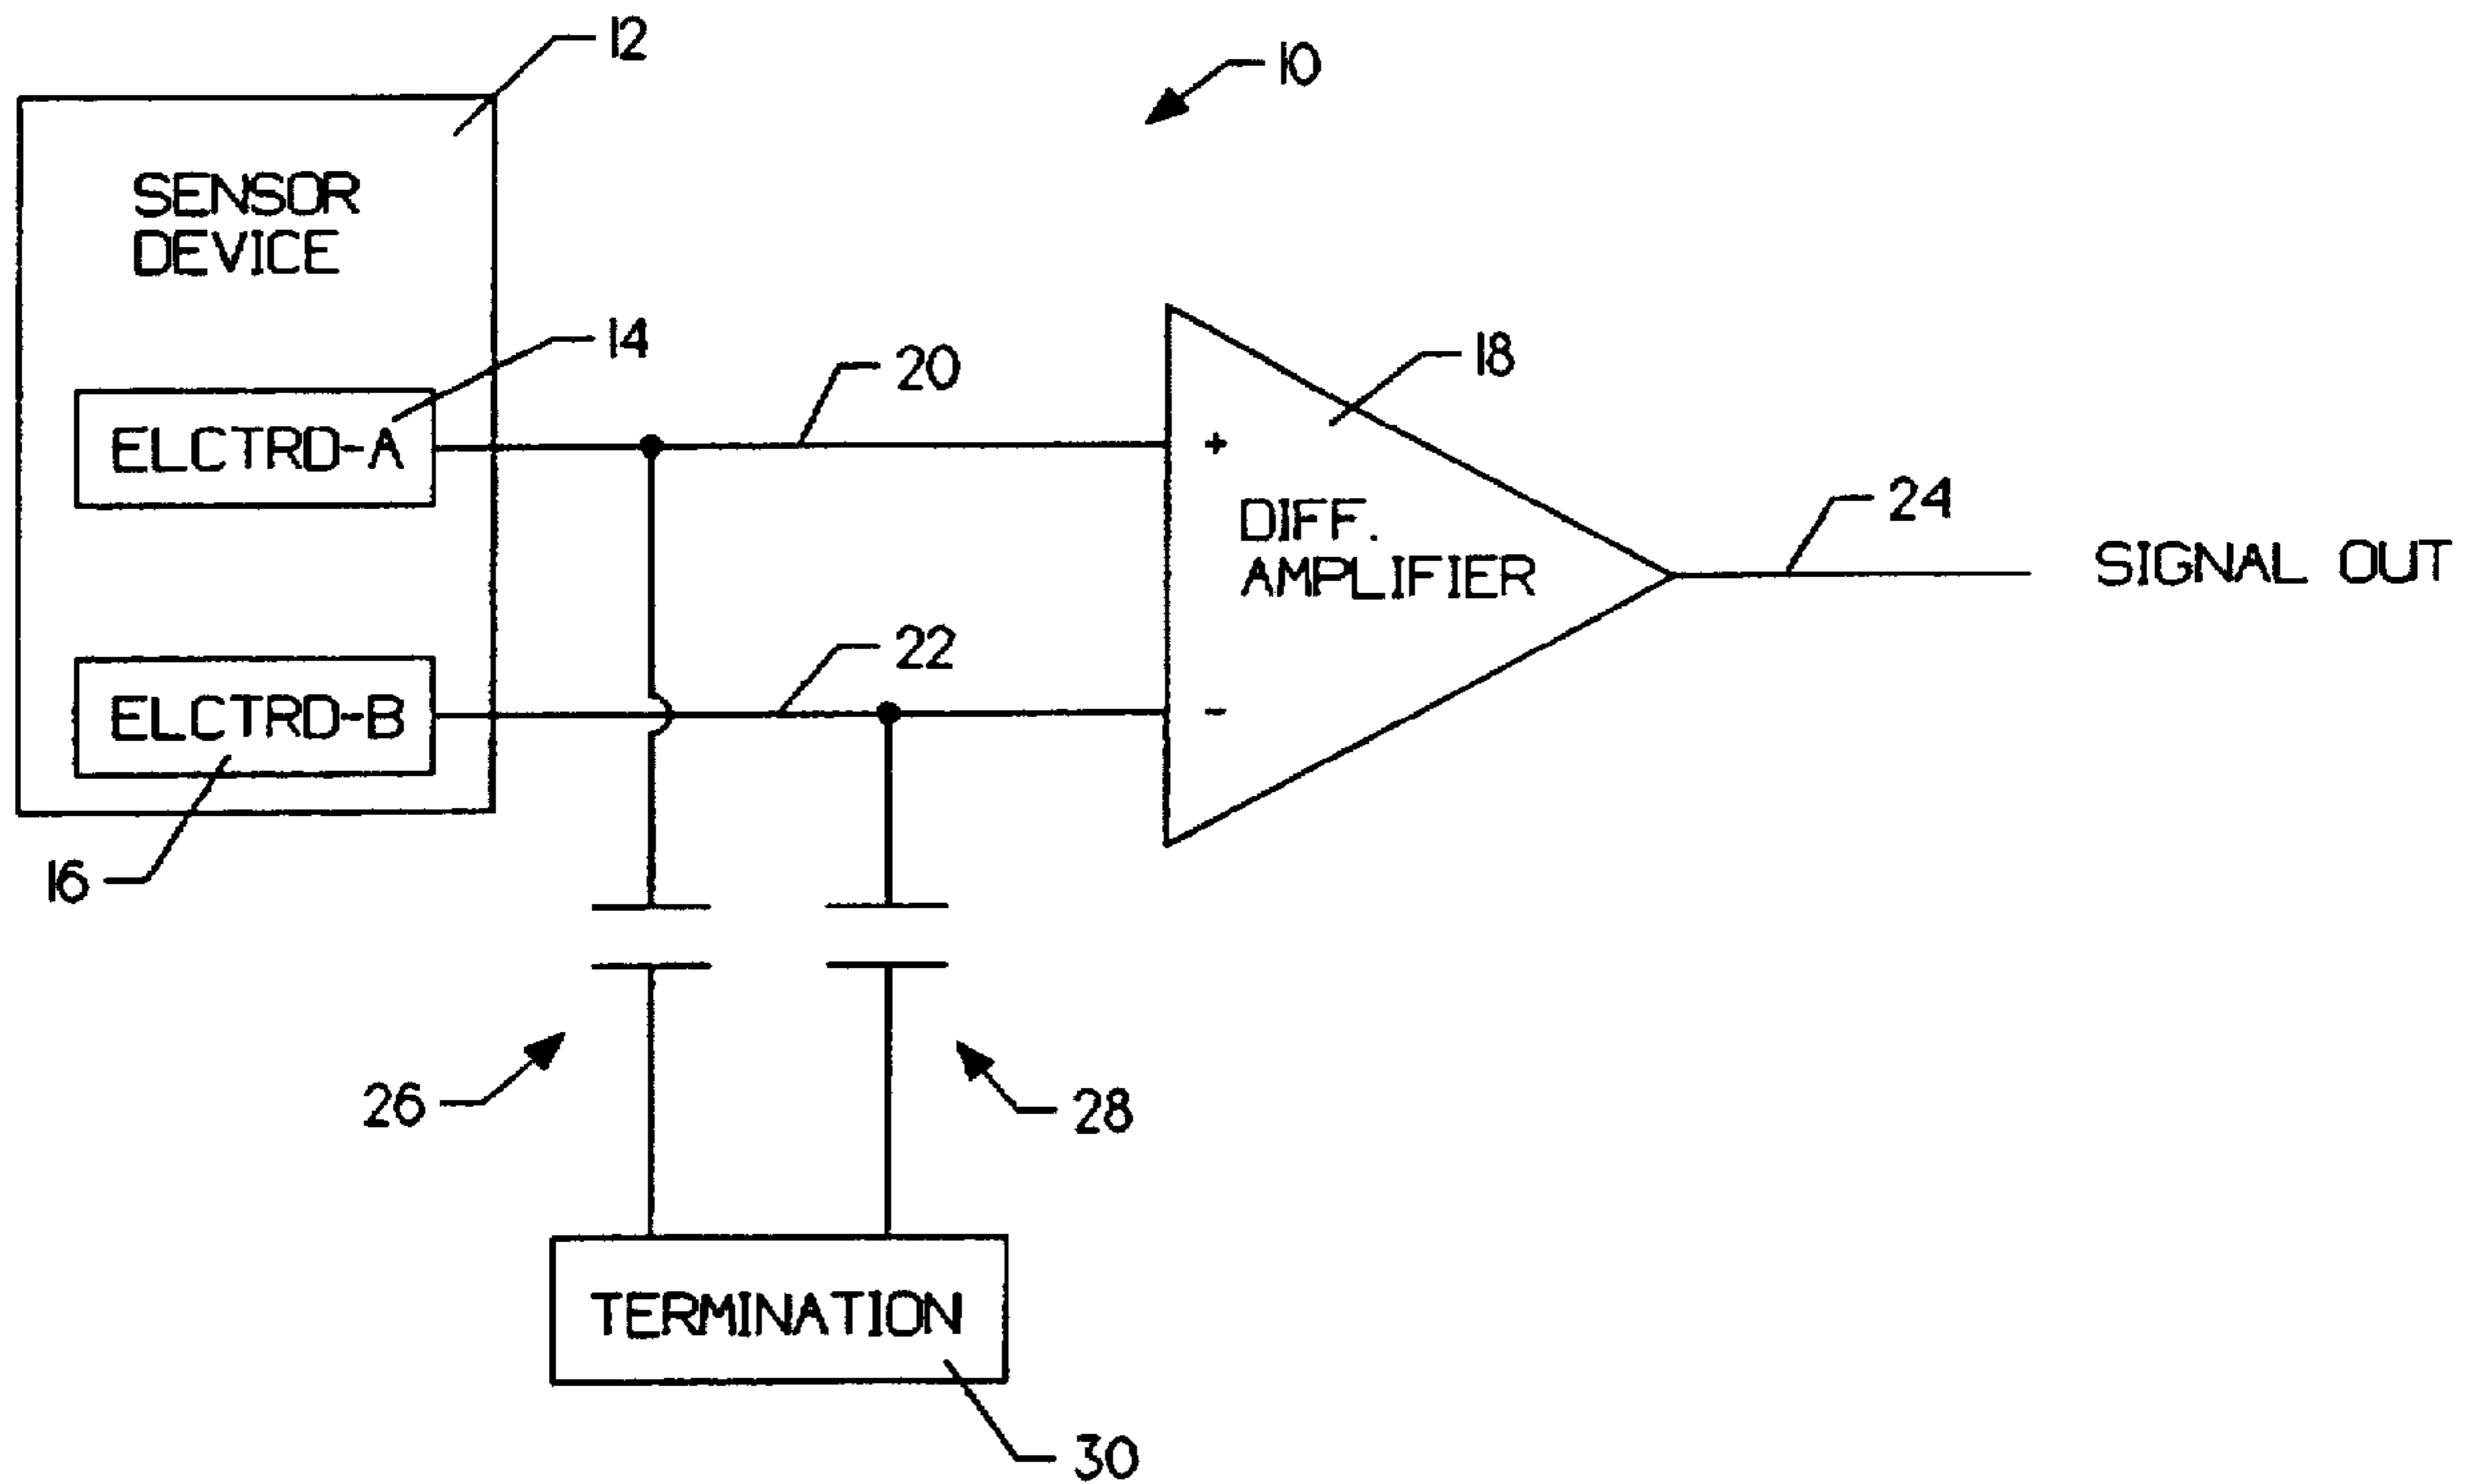 12
10
SENSOR
DEVICE
14
20
18
ELCTRD-A
+
24
DIFF.
AMPLIFIER
SIGNAL OUT
22
ELCTRD-B
-
16
26
28
TERMINATION
30